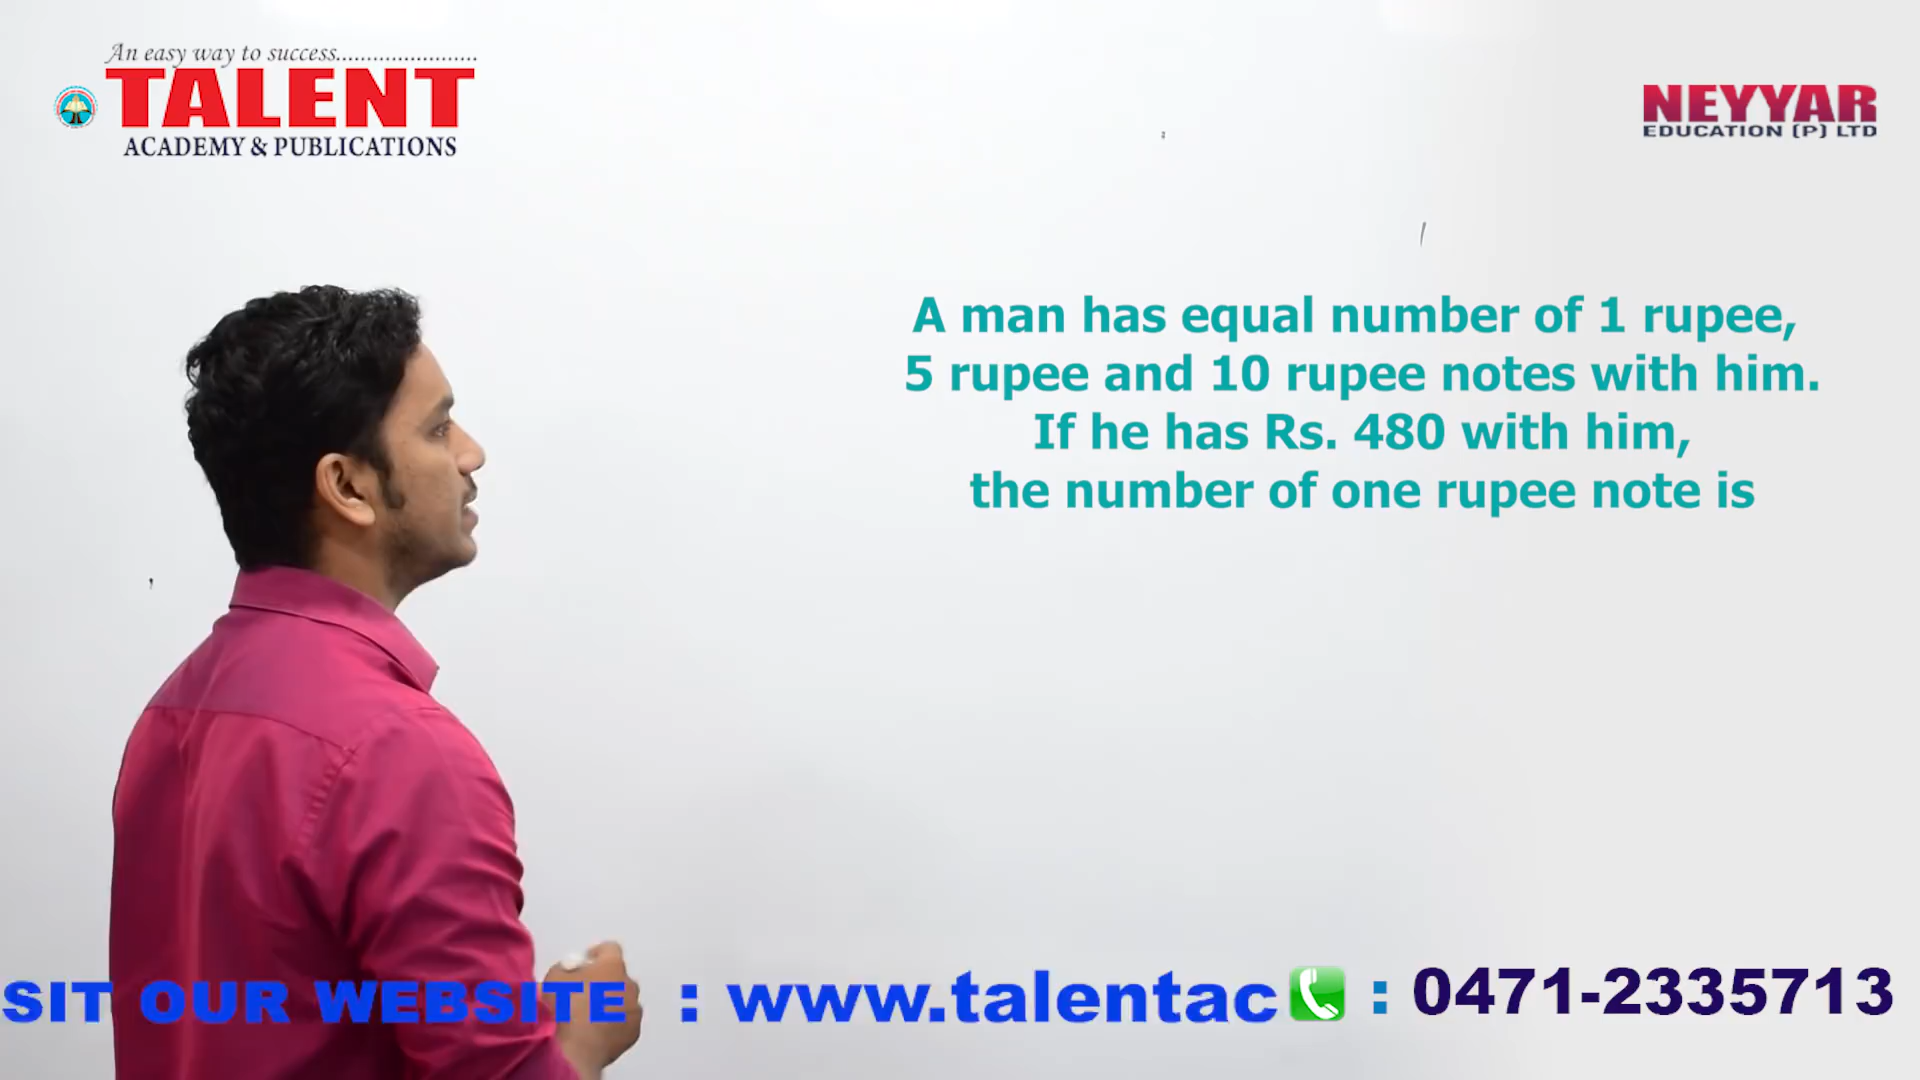 An easy way to success........................
TALENT
ACADEMY & PUBLICATIONS
NEYYAR
EDUCATION (P) LTD
A man has equal number of 1 rupee,
5 rupee and 10 rupee notes with him.
If he has Rs. 480 with him,
the number of one rupee note is
SIT OUR WEBSITE : www.talentac
: 0471-2335713